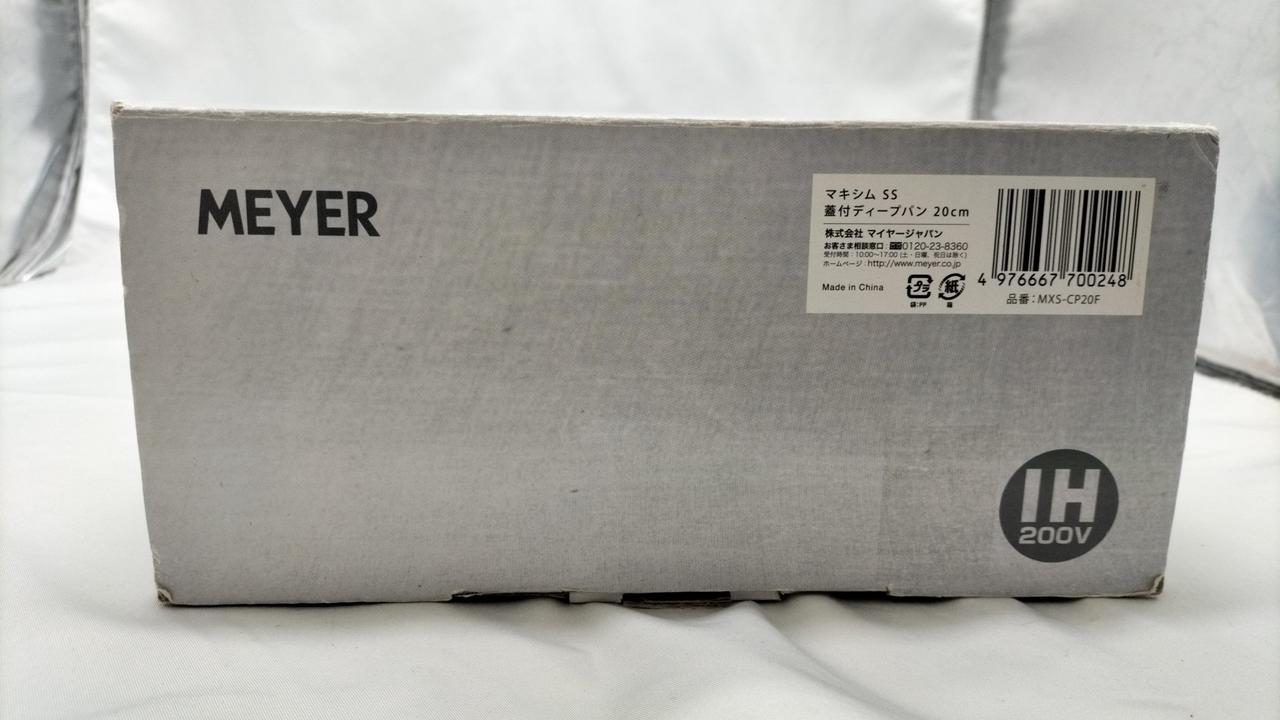 MEYER
マキシム SS
蓋付ディープパン 20cm
株式会社 マイヤージャパン
お客さま相談窓口：0120-23-8360
受付時間：10:00～17:00 (土・日曜、祝日は除く)
ホームページ：http://www.meyer.co.jp
Made in China
プラ
袋:PP
紙
箱
4 976667 700248
品番：MXS-CP20F
IH
200V